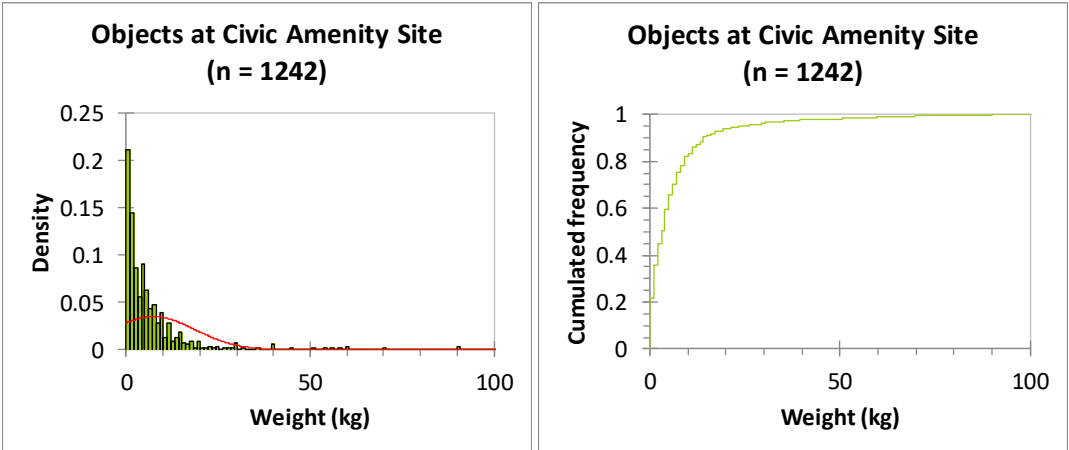 Objects at Civic Amenity Site
(n = 1242)
0.25
0.2
0.15
0.1
0.05
0
Density
0
50
100
Weight (kg)
Objects at Civic Amenity Site
(n = 1242)
1
0.8
0.6
0.4
0.2
0
Cumulated frequency
0
50
100
Weight (kg)